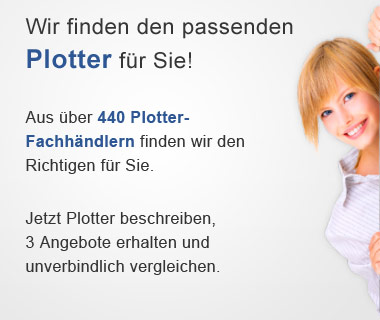 Wir finden den passenden
Plotter für Sie!
Aus über 440 Plotter-
Fachhändlern finden wir den
Richtigen für Sie.
Jetzt Plotter beschreiben,
3 Angebote erhalten und
unverbindlich vergleichen.